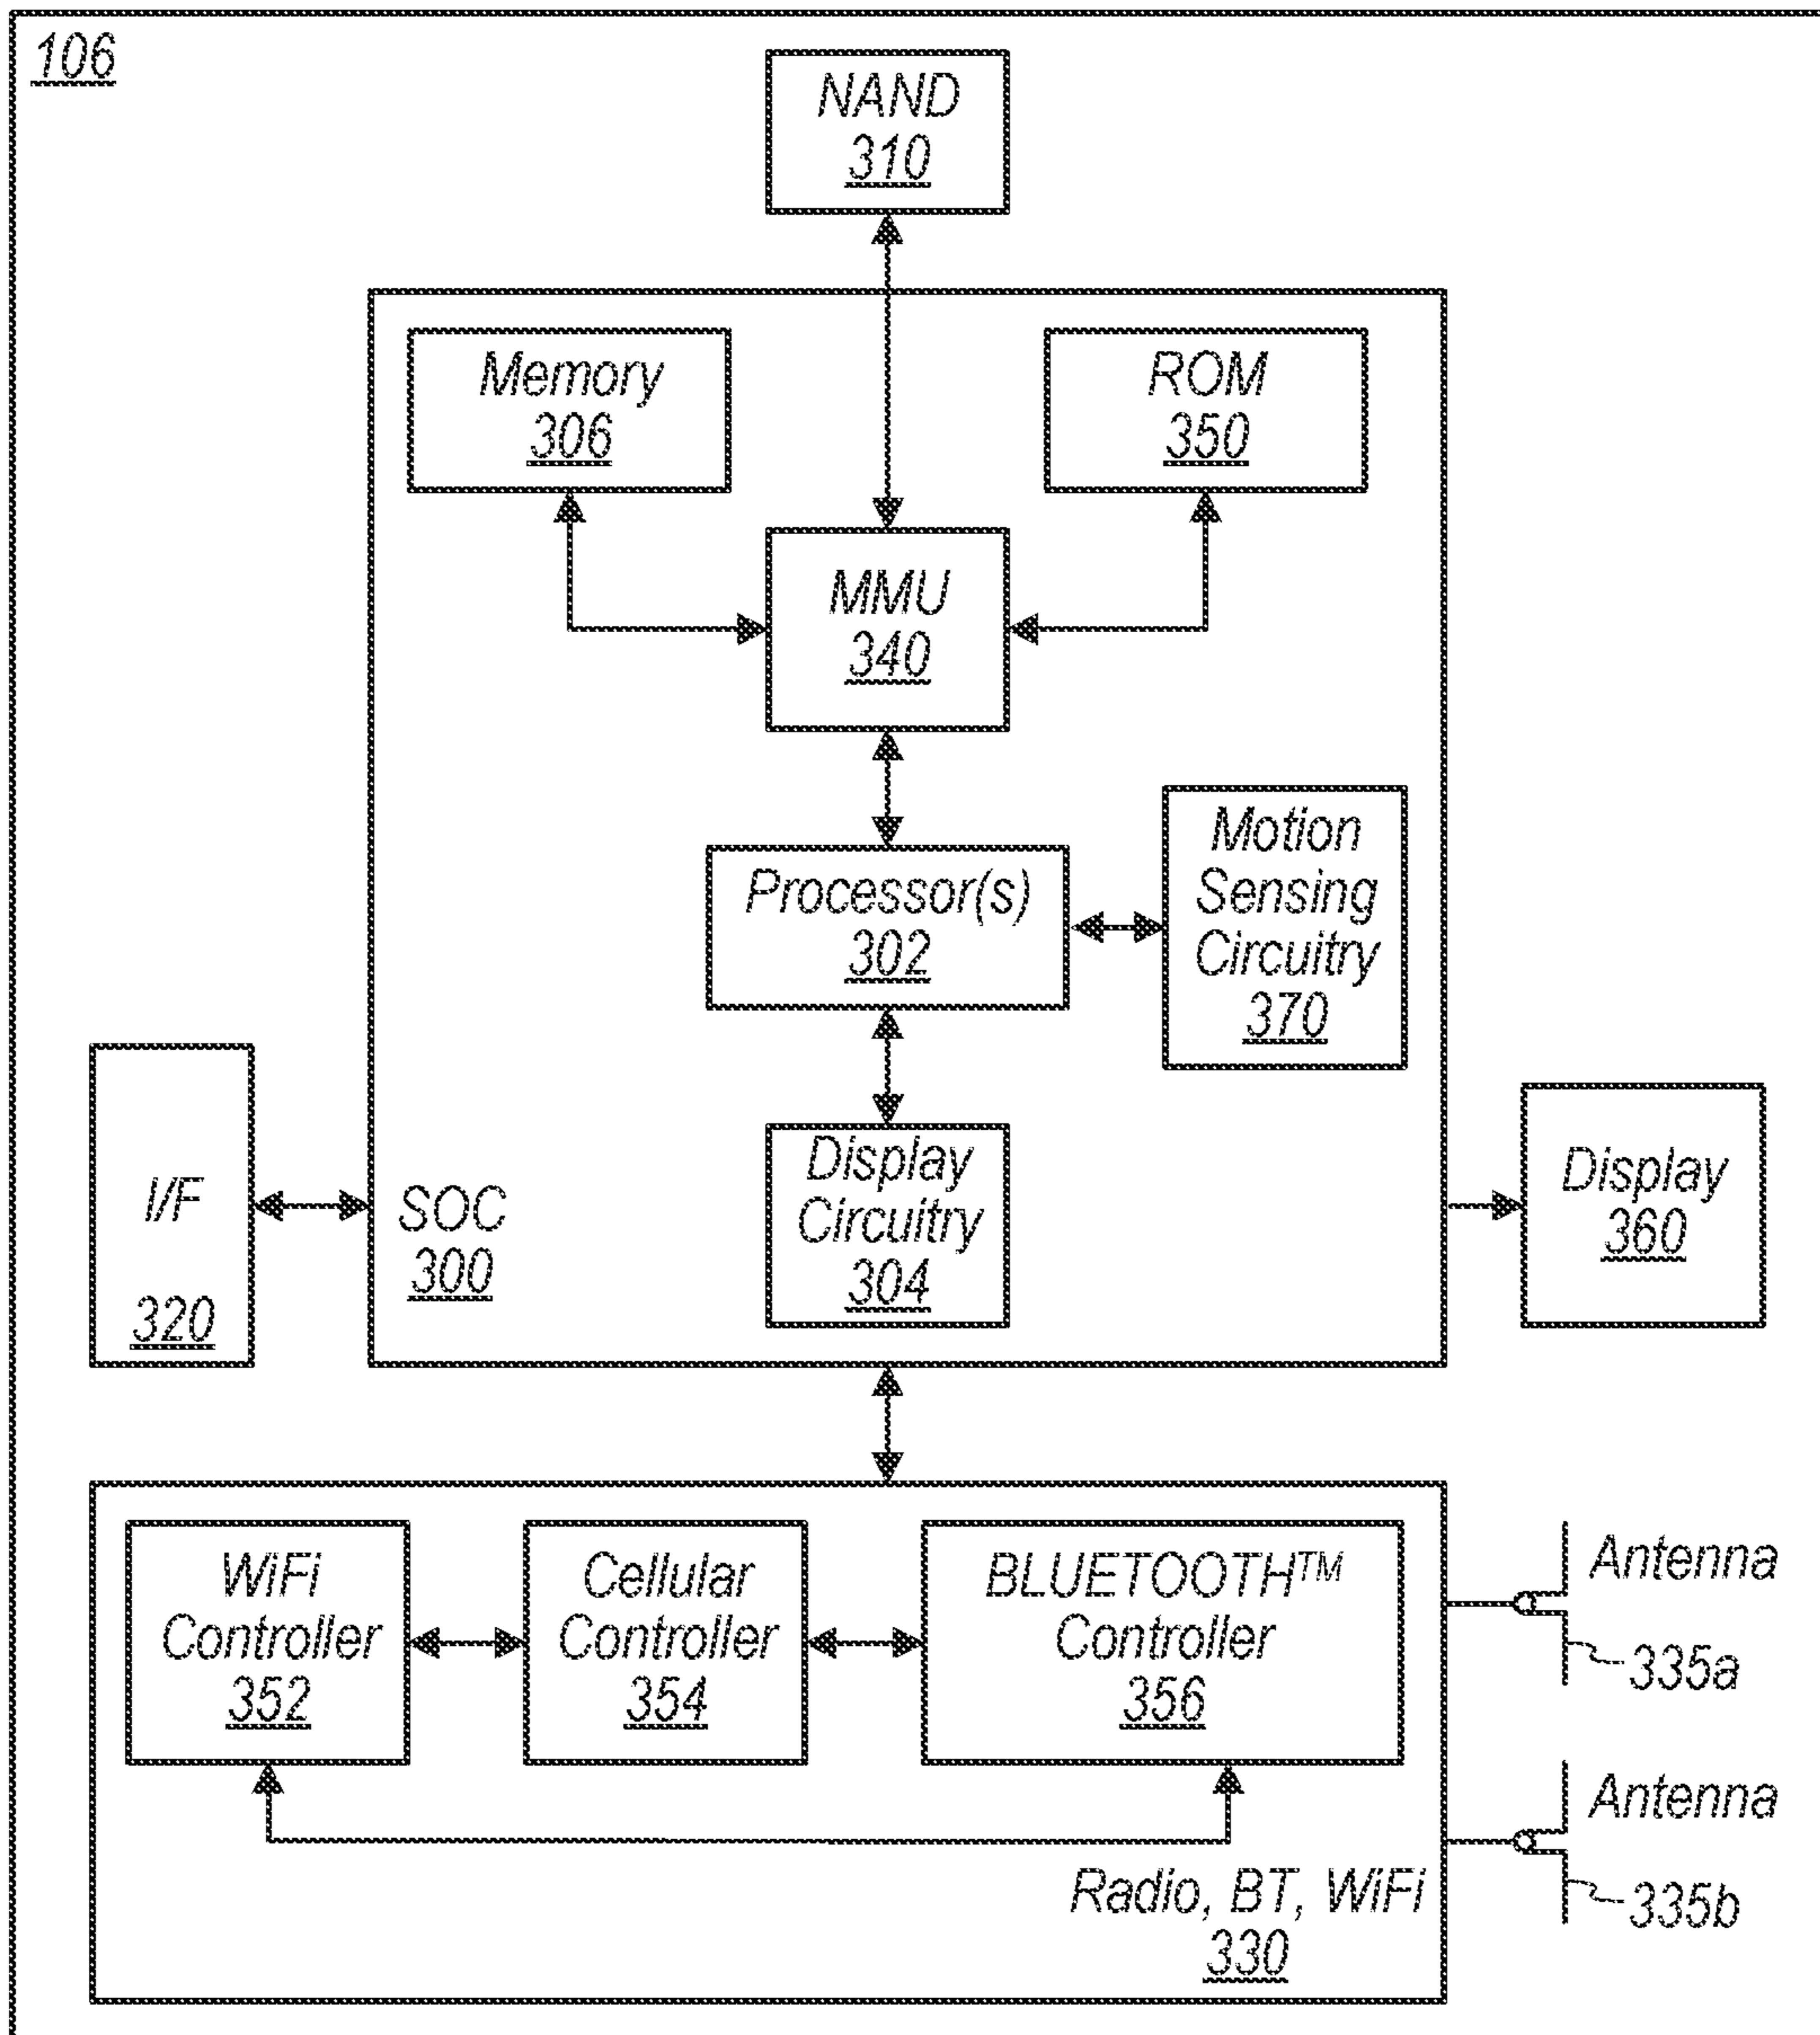 106
NAND
310
Memory
306
ROM
350
MMU
340
Processor(s)
302
Motion
Sensing
Circuitry
370
Display
Circuitry
304
I/F
320
SOC
300
Display
360
WiFi
Controller
352
Cellular
Controller
354
BLUETOOTH™
Controller
356
Antenna
335a
Antenna
335b
Radio, BT, WiFi
330